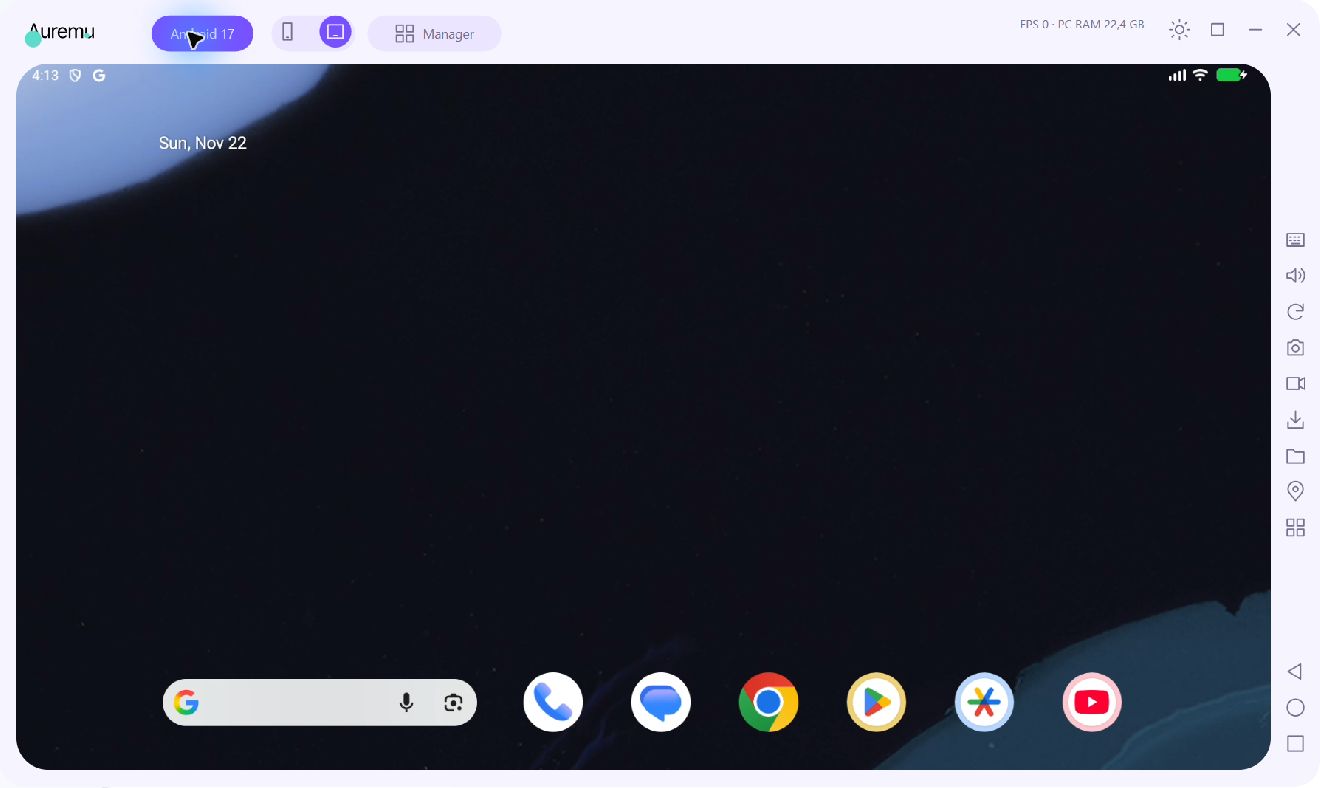 Auremu
Android 17
Manager
FPS 0 · PC RAM 22,4 GB
4:13
Sun, Nov 22